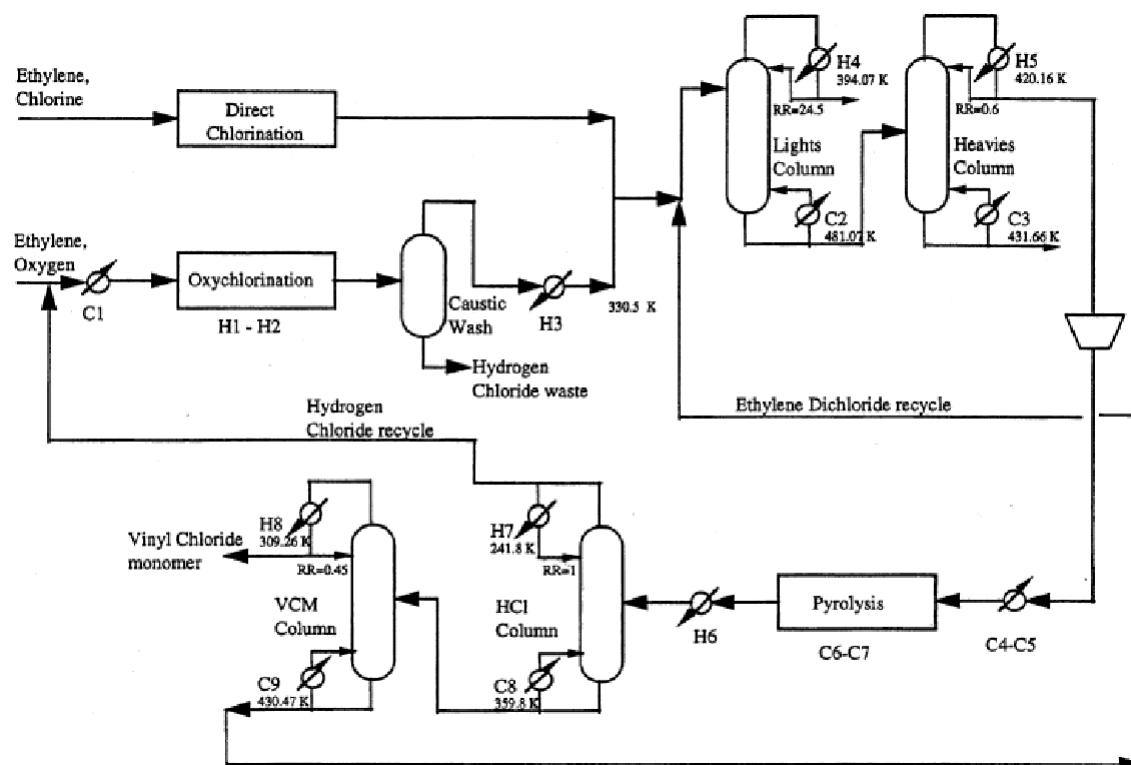 Ethylene,
Chlorine
Direct
Chlorination
H4
394.07 K
RR=24.5
Lights
Column
C2
481.07 K
H5
420.16 K
RR=0.6
Heavies
Column
C3
431.66 K
Ethylene,
Oxygen
C1
Oxychlorination
H1 - H2
Caustic
Wash
H3
330.5 K
Hydrogen
Chloride waste
Hydrogen
Chloride recycle
Ethylene Dichloride recycle
H8
309.26 K
Vinyl Chloride
monomer
RR=0.45
VCM
Column
C9
430.47 K
H7
241.8 K
RR=1
HCl
Column
C8
359.8 K
H6
Pyrolysis
C6-C7
C4-C5